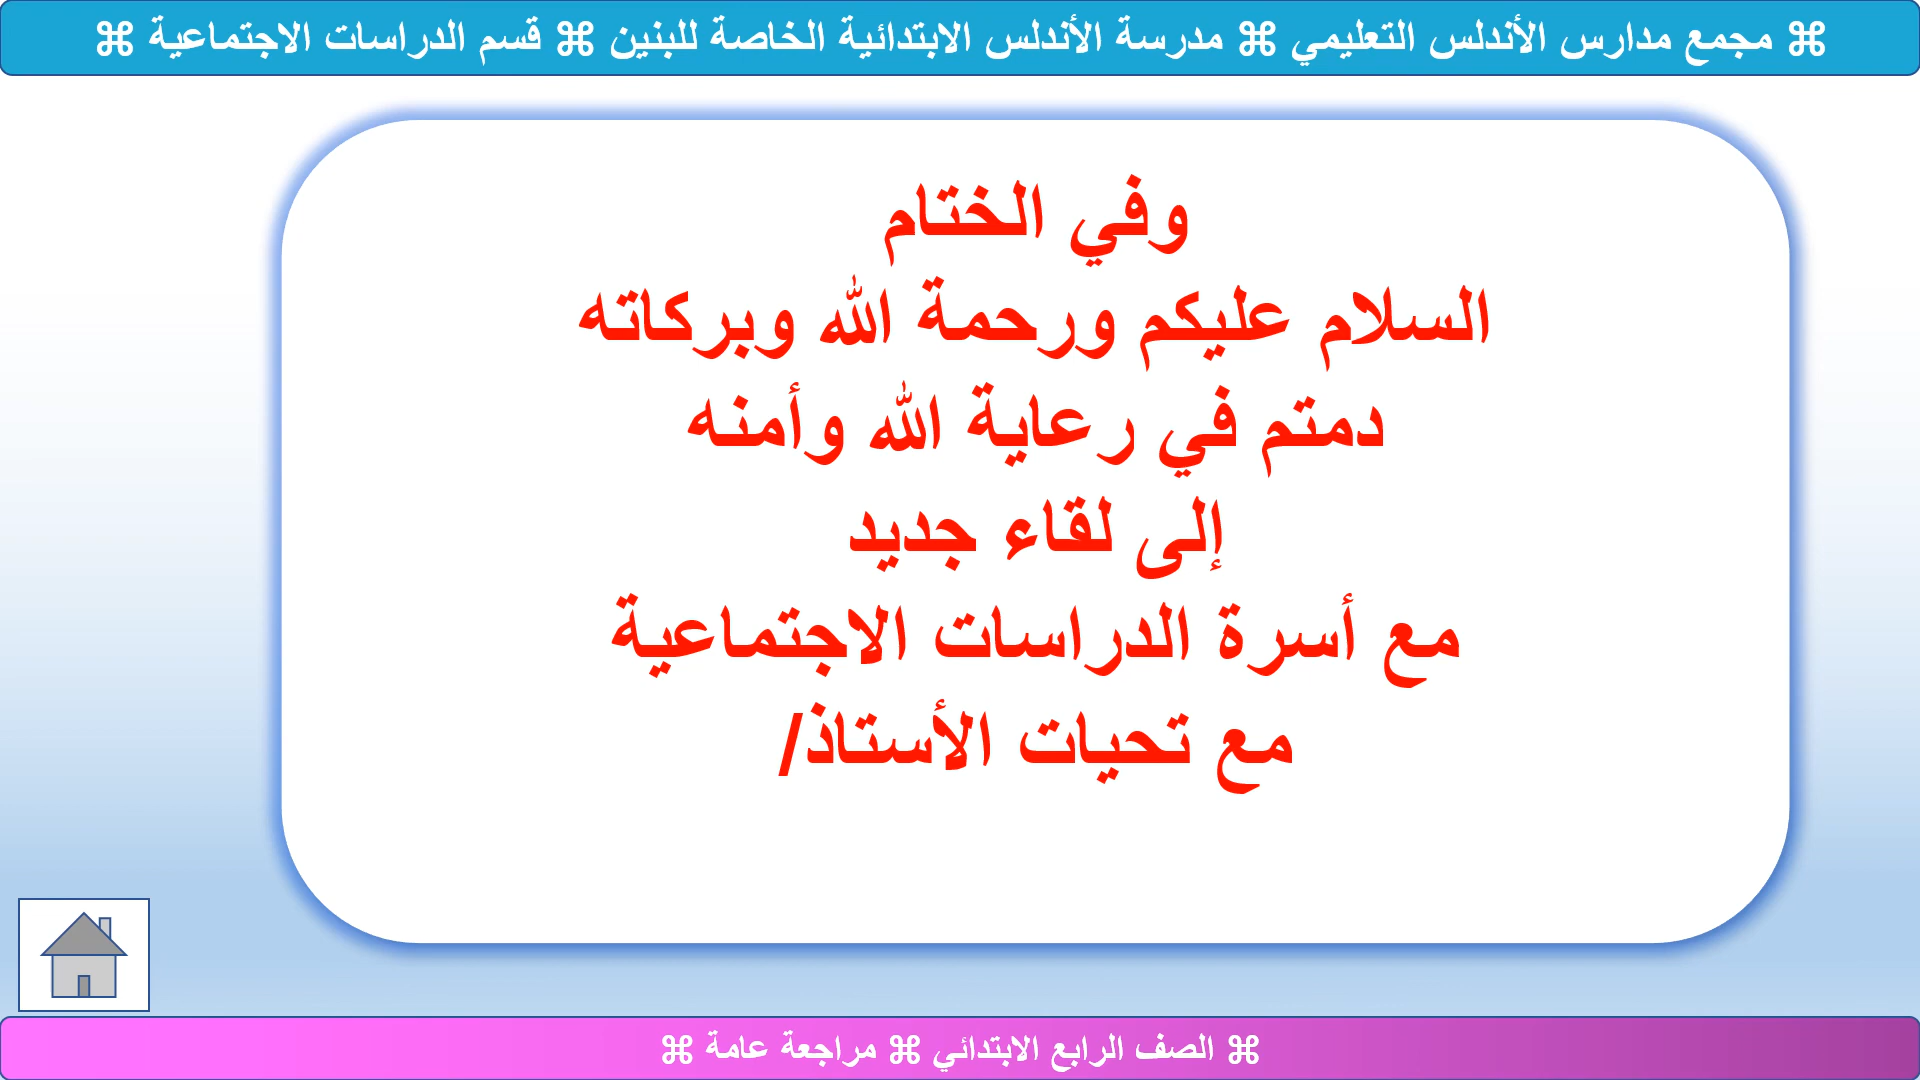 ⌘ مجمع مدارس الأندلس التعليمي ⌘ مدرسة الأندلس الابتدائية الخاصة للبنين ⌘ قسم الدراسات الاجتماعية ⌘
وفي الختام
السلام عليكم ورحمة الله وبركاته
دمتم في رعاية الله وأمنه
إلى لقاء جديد
مع أسرة الدراسات الاجتماعية
مع تحيات الأستاذ/
⌘ الصف الرابع الابتدائي ⌘ مراجعة عامة ⌘